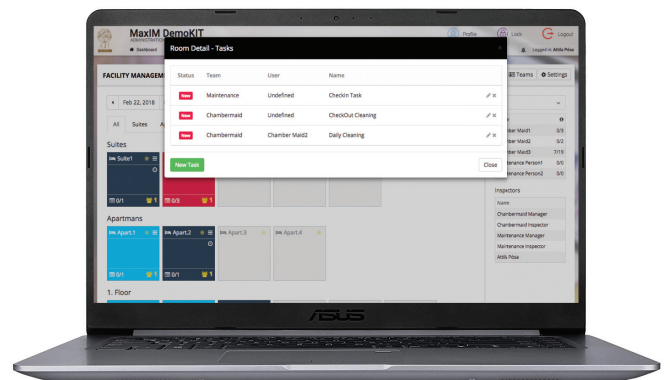 MaxIM DemoKIT
ADMINISTRATION
Profile
Lock
Logout
Dashboard
Logged in: Attila Pósa
Room Detail - Tasks
×
FACILITY MANAGEM
Teams
Settings
Status Team User Name
New Maintenance Undefined Checkin Task
New Chambermaid Undefined CheckOut Cleaning
New Chambermaid Chamber Maid2 Daily Cleaning
New Task
Close
Feb 22, 2018
All Suites A
Suites
Suite1
0/1 1
0/3 1
Apartmans
Apart.1
Apart.2
Apart.3
Apart.4
0/1 1
0/1 1
1. Floor
mber Maid1 0/3
mber Maid2 0/2
mber Maid3 7/19
ntenance Person1 0/0
ntenance Person2 0/0
Inspectors
Name
Chambermaid Manager
Chambermaid Inspector
Maintenance Manager
Maintenance Inspector
Attila Pósa
ASUS